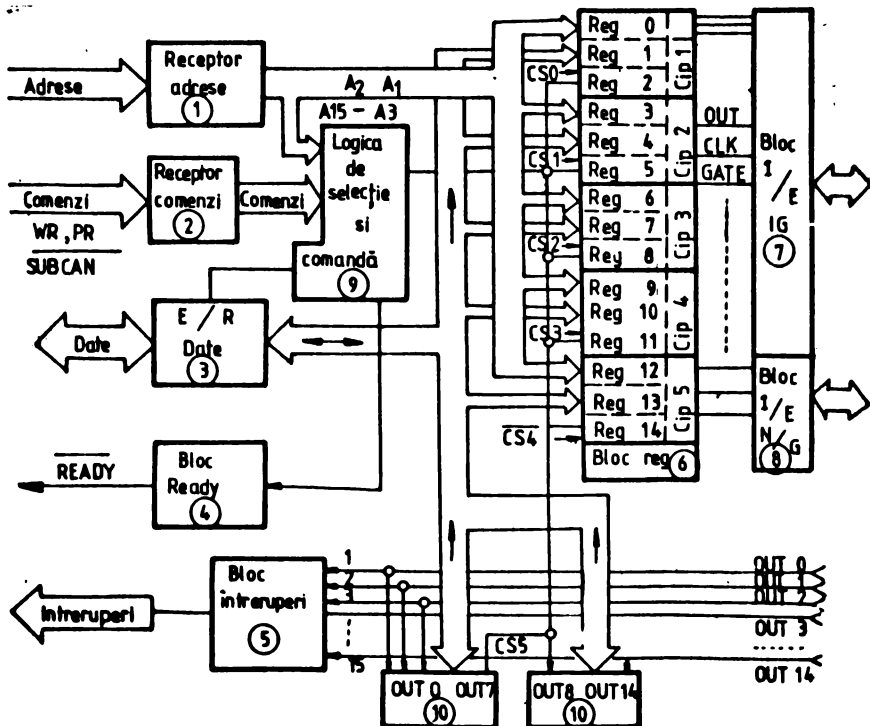 Adrese
Receptor
adrese
1
A2 A1
A15 - A3
Comenzi
WR, PR
SUBCAN
Receptor
comenzi
2
Comenzi
Logica
de
selecție
si
comandă
9
Date
E / R
Date
3
READY
Bloc
Ready
4
Intreruperi
Bloc
intreruperi
5
1
2
3
15
CS0
CS1
CS2
CS3
CS4
CS5
Reg 0
Reg 1
Reg 2
Cip 1
Reg 3
Reg 4
Reg 5
Cip 2
Reg 6
Reg 7
Rey 8
Cip 3
Reg 9
Reg 10
Reg 11
Cip 4
Reg 12
Reg 13
Reg 14
Cip 5
Bloc reg 6
OUT
CLK
GATE
Bloc
I / E
IG
7
Bloc
I / E
N / G
8
OUT 0
OUT 1
OUT 2
OUT 3
OUT 14
OUT 0 OUT7
10
OUT8 OUT14
10